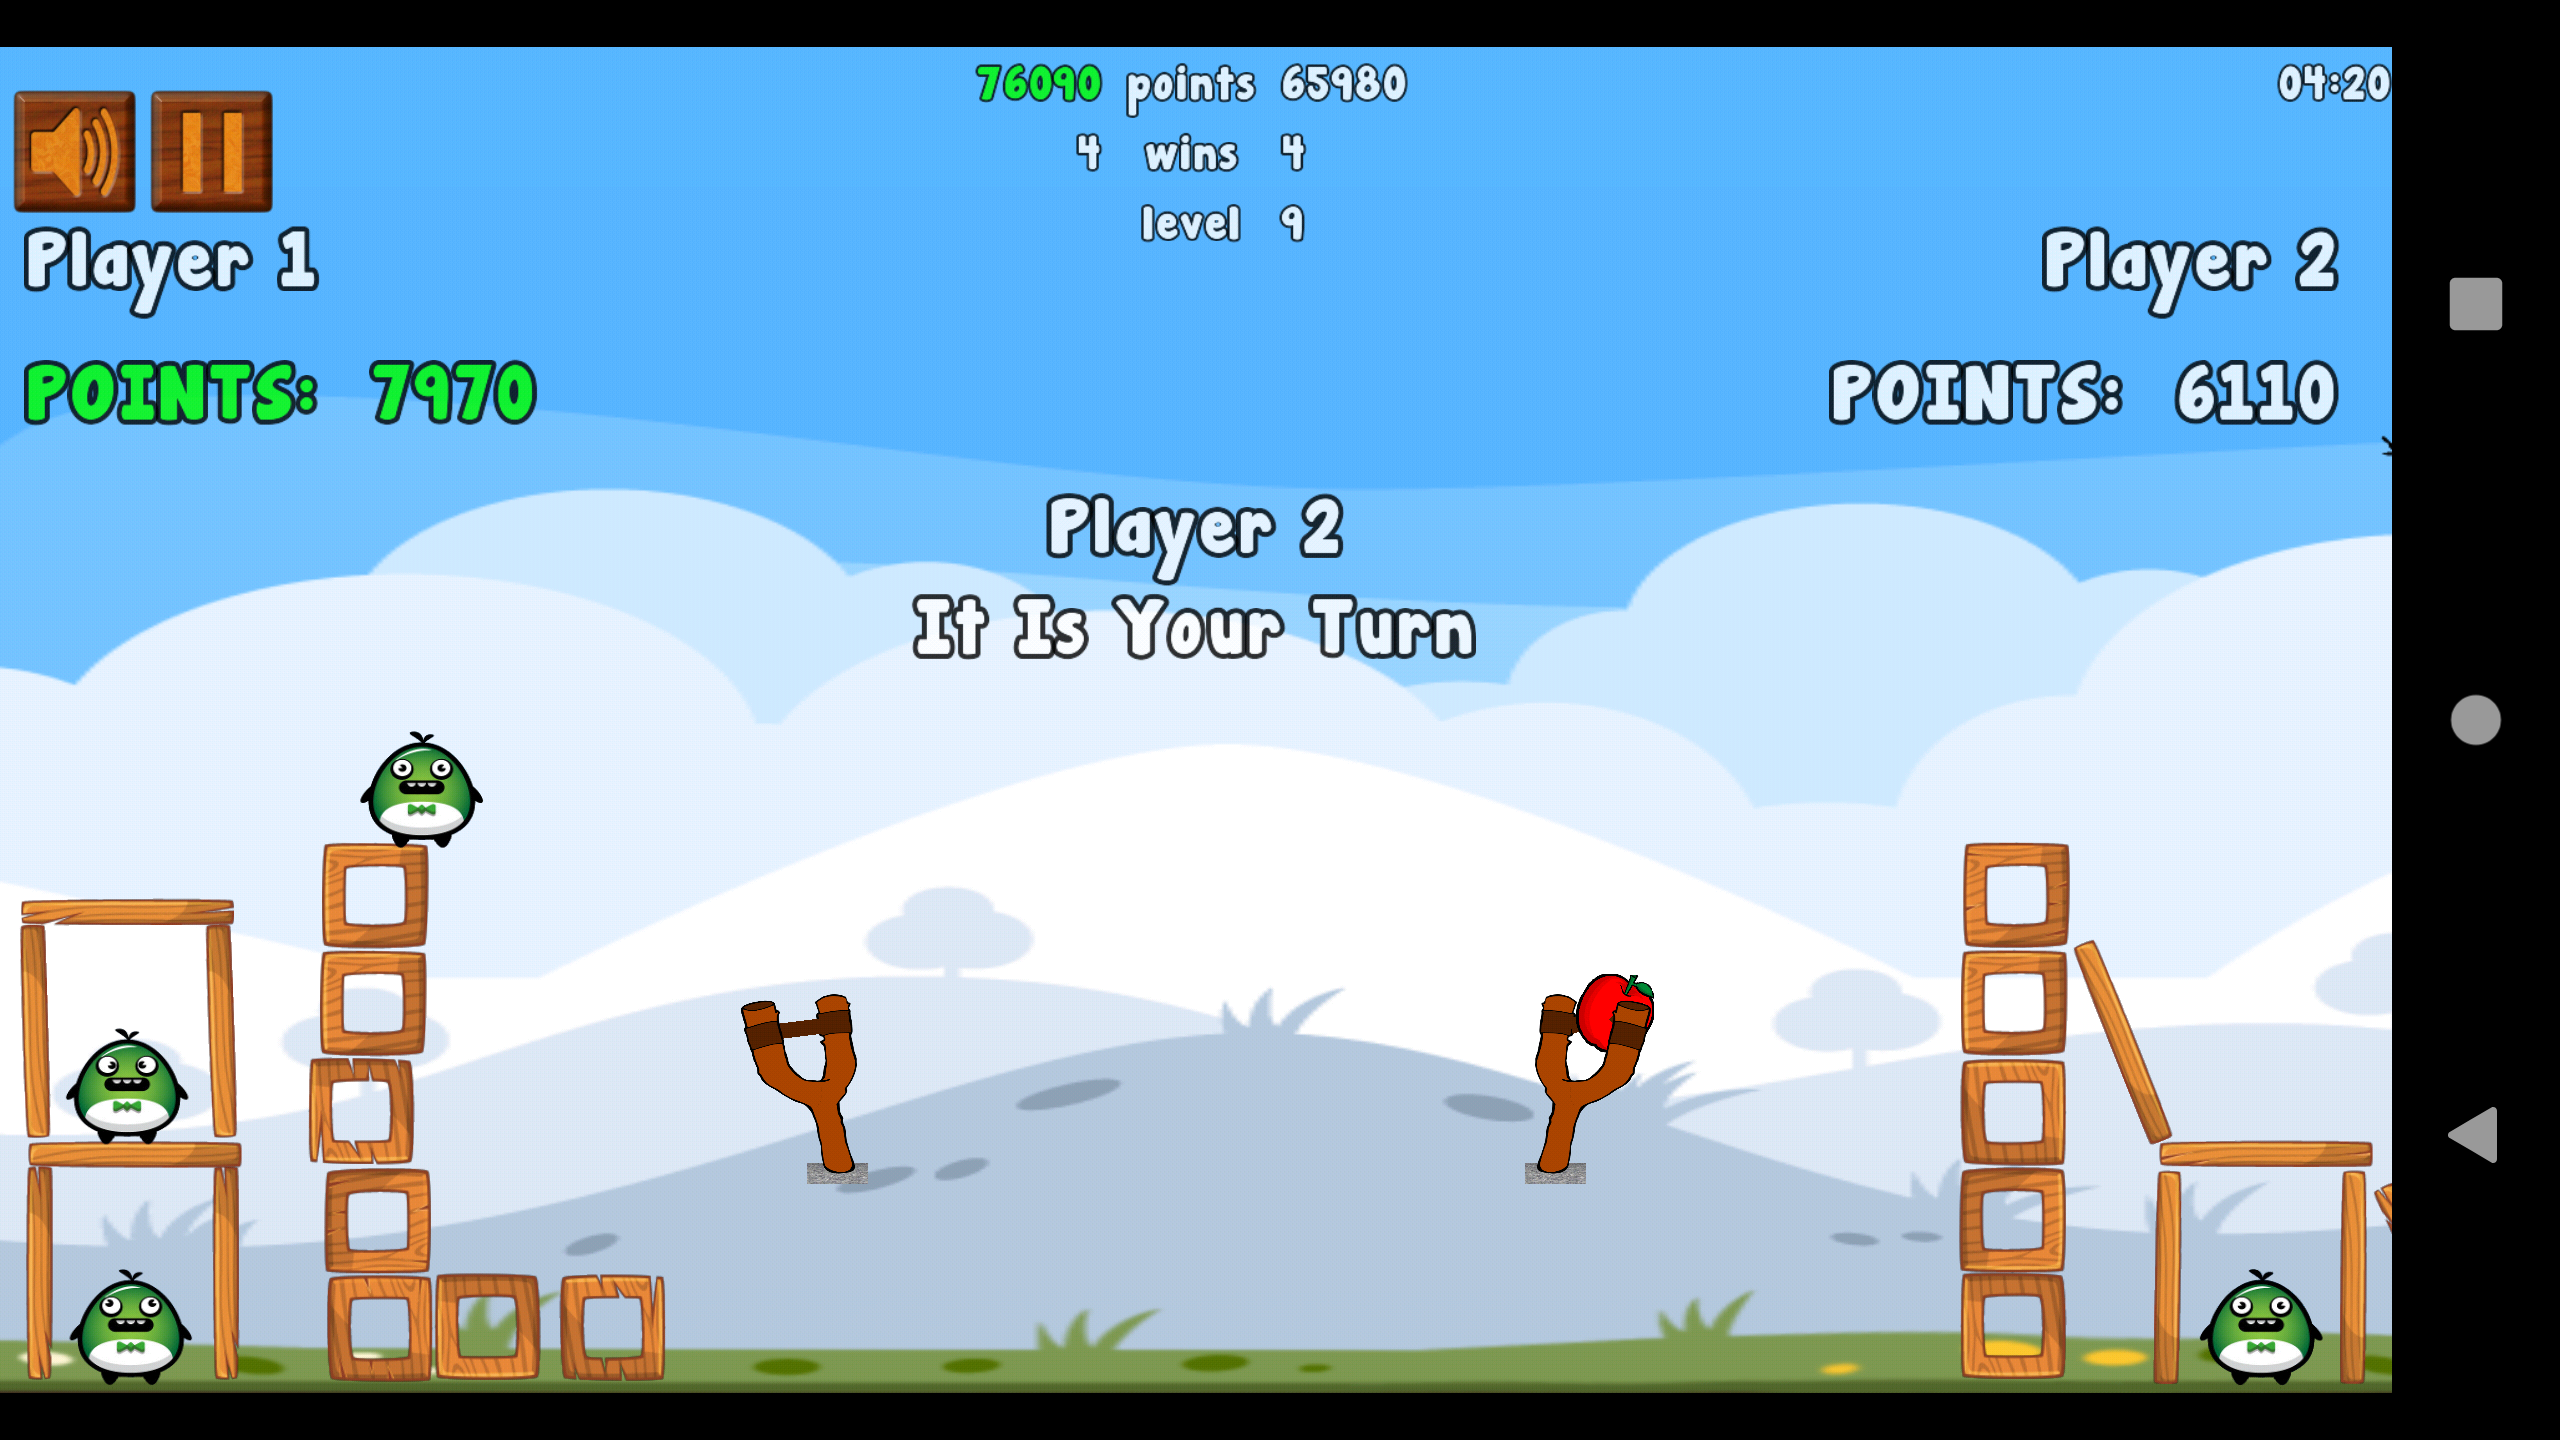 76090 points 65980
04:20
4 wins 4
level 9
Player 1
Player 2
POINTS: 7970
POINTS: 6110
Player 2
It Is Your Turn